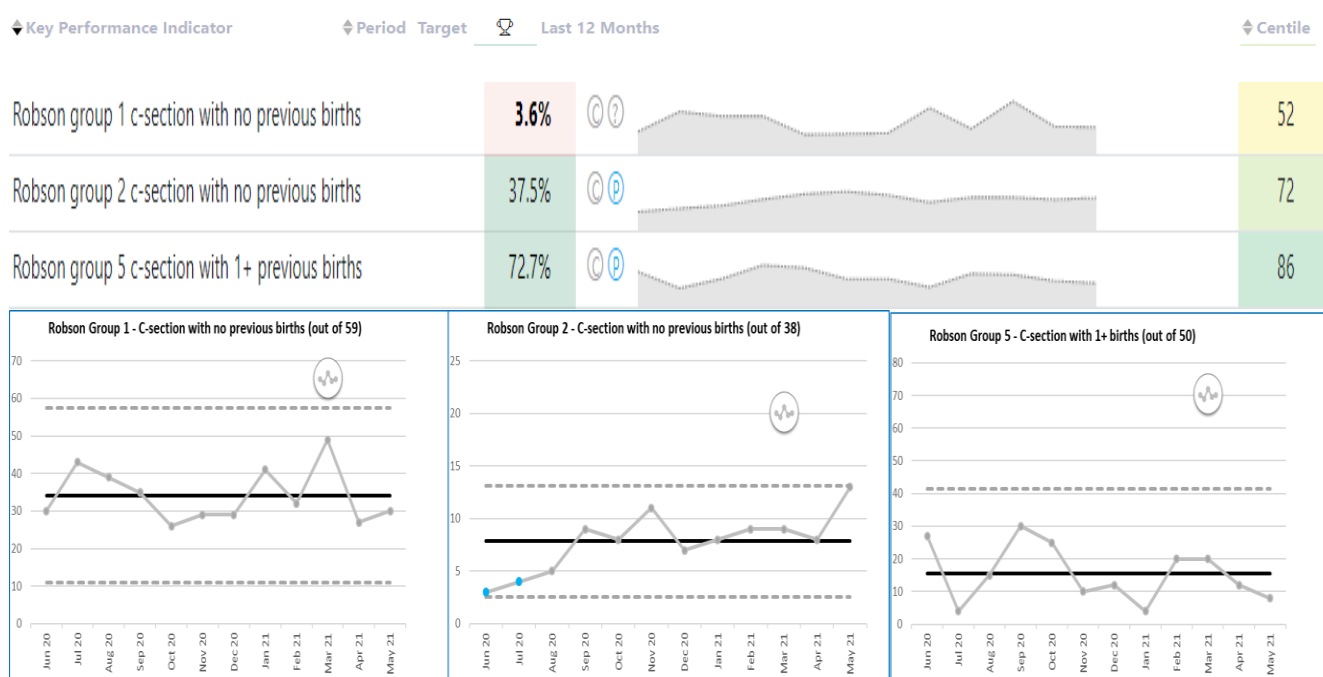 Key Performance Indicator Period Target Last 12 Months Centile
Robson group 1 c-section with no previous births 3.6% C ? 52
Robson group 2 c-section with no previous births 37.5% C P 72
Robson group 5 c-section with 1+ previous births 72.7% C P 86
Robson Group 1 - C-section with no previous births (out of 59)
70
60
50
40
30
20
10
0
Jun 20 Jul 20 Aug 20 Sep 20 Oct 20 Nov 20 Dec 20 Jan 21 Feb 21 Mar 21 Apr 21 May 21
Robson Group 2 - C-section with no previous births (out of 38)
25
20
15
10
5
0
Jun 20 Jul 20 Aug 20 Sep 20 Oct 20 Nov 20 Dec 20 Jan 21 Feb 21 Mar 21 Apr 21 May 21
Robson Group 5 - C-section with 1+ births (out of 50)
80
70
60
50
40
30
20
10
0
Jun 20 Jul 20 Aug 20 Sep 20 Oct 20 Nov 20 Dec 20 Jan 21 Feb 21 Mar 21 Apr 21 May 21